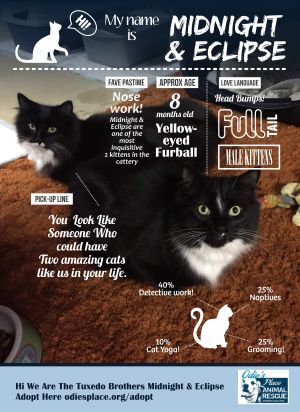 HI!
My name
is
MIDNIGHT
& ECLIPSE
FAVE PASTIME
Nose
work!
Midnight &
Eclipse are
one of the
most
inquisitive
2 kittens in the
cattery
APPROX AGE
8
months old
Yellow-
eyed
Furball
LOVE LANGUAGE
Head Bumps!
Full
TAIL
MALE KITTENS
PICK-UP LINE
You Look Like
Someone Who
could have
Two amazing cats
like us in your life.
40%
Detective work!
25%
Naptives
10%
Cat Yoga!
25%
Grooming!
Hi We Are The Tuxedo Brothers Midnight & Eclipse
Adopt Here odiesplace.org/adopt
Odie's
Place
ANIMAL
RESCUE